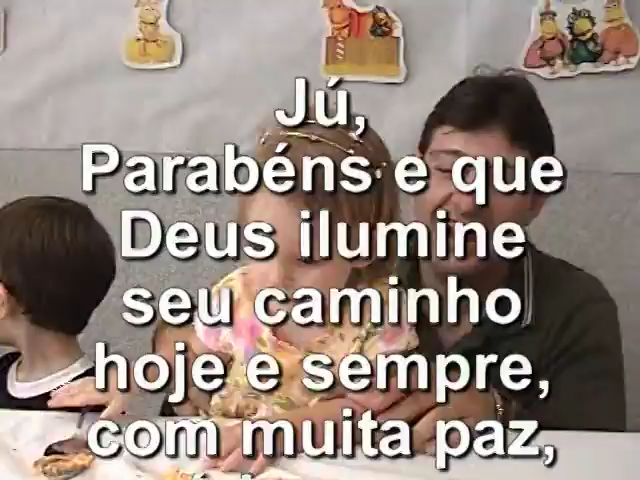 Jú,
Parabéns e que
Deus ilumine
seu caminho
hoje e sempre,
com muita paz,